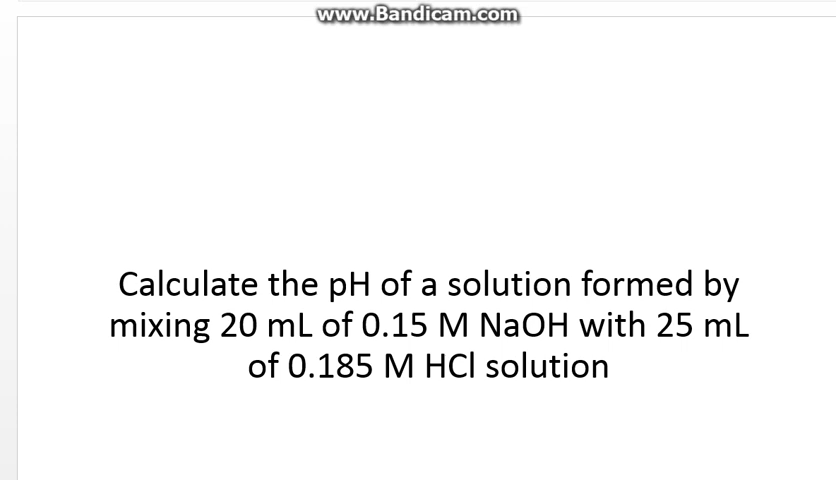 www.Bandicam.com
Calculate the pH of a solution formed by
mixing 20 mL of 0.15 M NaOH with 25 mL
of 0.185 M HCl solution